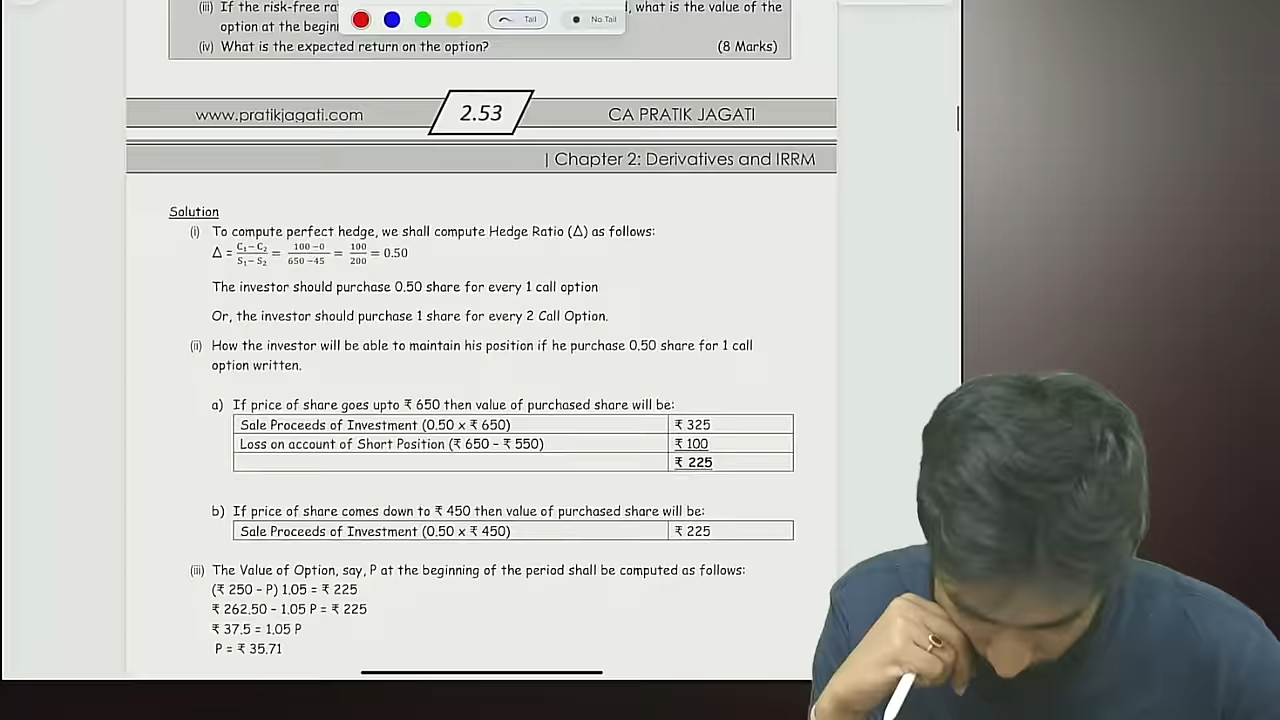 (iii) If the risk-free ra
, what is the value of the
Tail
No Tail
option at the begin
(iv) What is the expected return on the option? (8 Marks)
www.pratikjagati.com 2.53 CA PRATIK JAGATI
| Chapter 2: Derivatives and IRRM
Solution
(i) To compute perfect hedge, we shall compute Hedge Ratio (Δ) as follows:
Δ = C₁ – C₂ / S₁ – S₂ = 100 –0 / 650 –45 = 100 / 200 = 0.50
The investor should purchase 0.50 share for every 1 call option
Or, the investor should purchase 1 share for every 2 Call Option.
(ii) How the investor will be able to maintain his position if he purchase 0.50 share for 1 call
option written.
a) If price of share goes upto ₹ 650 then value of purchased share will be:
Sale Proceeds of Investment (0.50 x ₹ 650) ₹ 325
Loss on account of Short Position (₹ 650 – ₹ 550) ₹ 100
₹ 225
b) If price of share comes down to ₹ 450 then value of purchased share will be:
Sale Proceeds of Investment (0.50 x ₹ 450) ₹ 225
(iii) The Value of Option, say, P at the beginning of the period shall be computed as follows:
(₹ 250 – P) 1.05 = ₹ 225
₹ 262.50 – 1.05 P = ₹ 225
₹ 37.5 = 1.05 P
P = ₹ 35.71